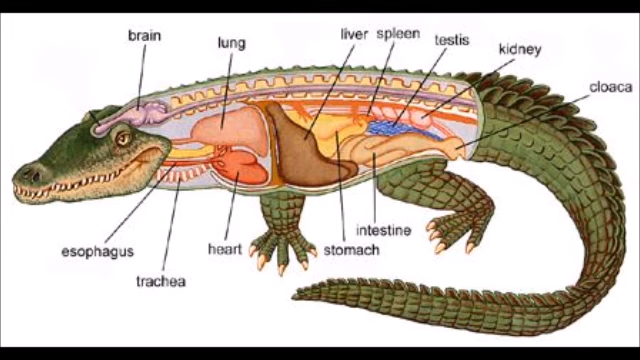 brain
lung
liver
spleen
testis
kidney
cloaca
esophagus
trachea
heart
stomach
intestine